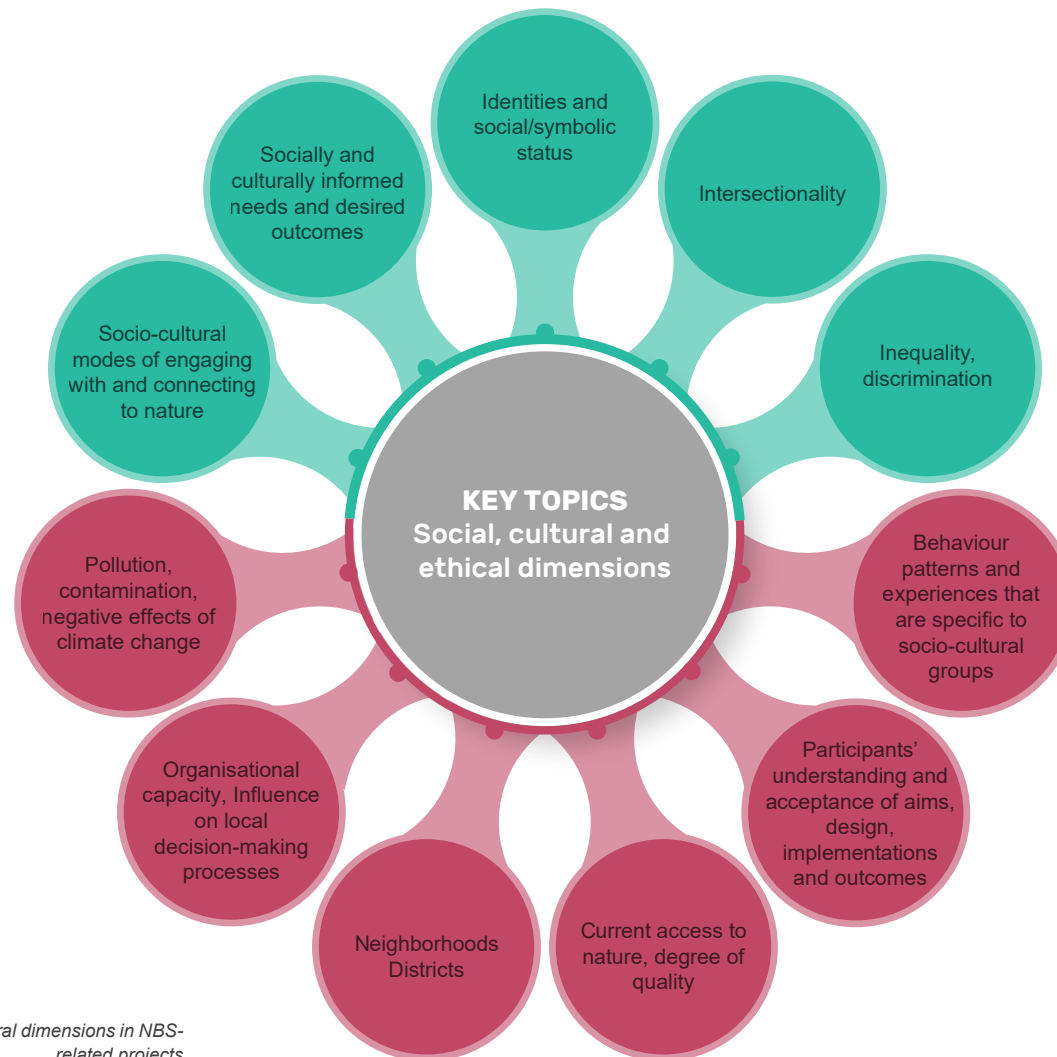 Identities and
social/symbolic
status
Socially and
culturally informed
needs and desired
outcomes
Intersectionality
Socio-cultural
modes of engaging
with and connecting
to nature
Inequality,
discrimination
KEY TOPICS
Social, cultural and
ethical dimensions
Pollution,
contamination,
negative effects of
climate change
Behaviour
patterns and
experiences that
are specific to
socio-cultural
groups
Organisational
capacity, Influence
on local
decision-making
processes
Participants’
understanding and
acceptance of aims,
design,
implementations
and outcomes
Neighborhoods
Districts
Current access to
nature, degree of
quality
dimensions in NBS-
related projects